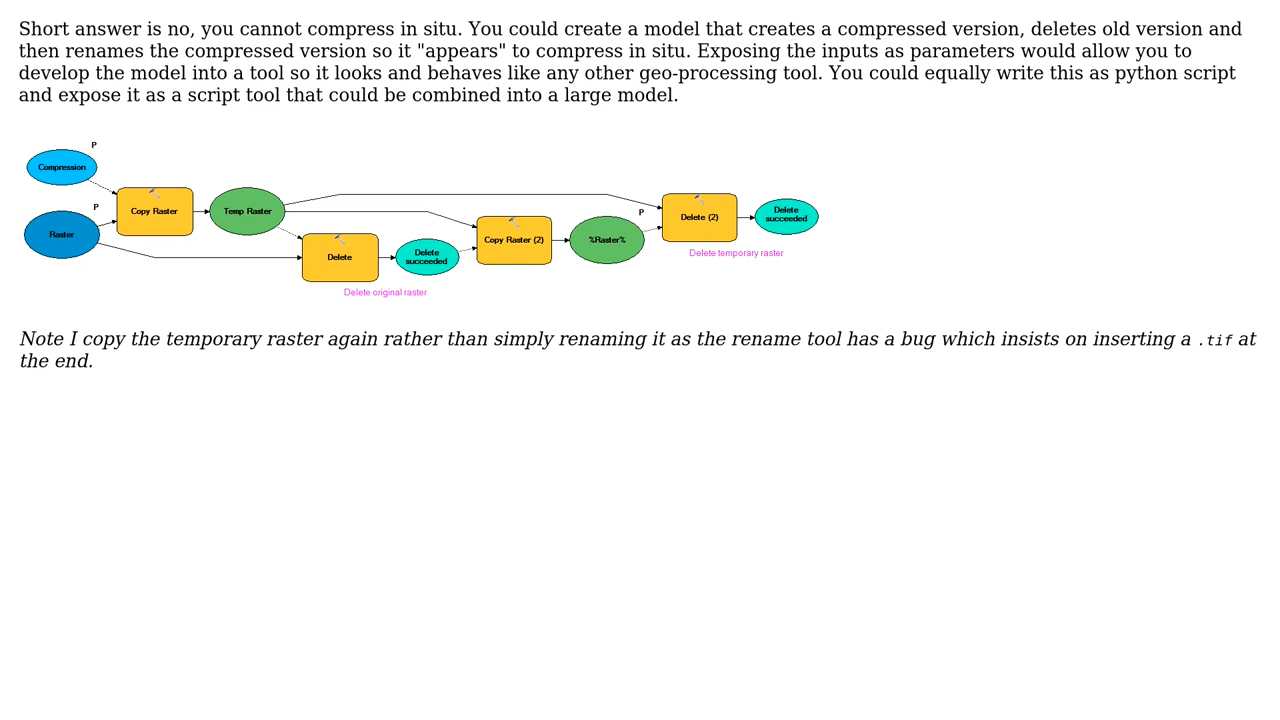 Short answer is no, you cannot compress in situ. You could create a model that creates a compressed version, deletes old version and
then renames the compressed version so it "appears" to compress in situ. Exposing the inputs as parameters would allow you to
develop the model into a tool so it looks and behaves like any other geo-processing tool. You could equally write this as python script
and expose it as a script tool that could be combined into a large model.
P
Compression
P
Raster
Copy Raster
Temp Raster
Delete
Delete original raster
Delete
succeeded
Copy Raster (2)
P
%Raster%
Delete (2)
Delete temporary raster
Delete
succeeded
Note I copy the temporary raster again rather than simply renaming it as the rename tool has a bug which insists on inserting a .tif at
the end.